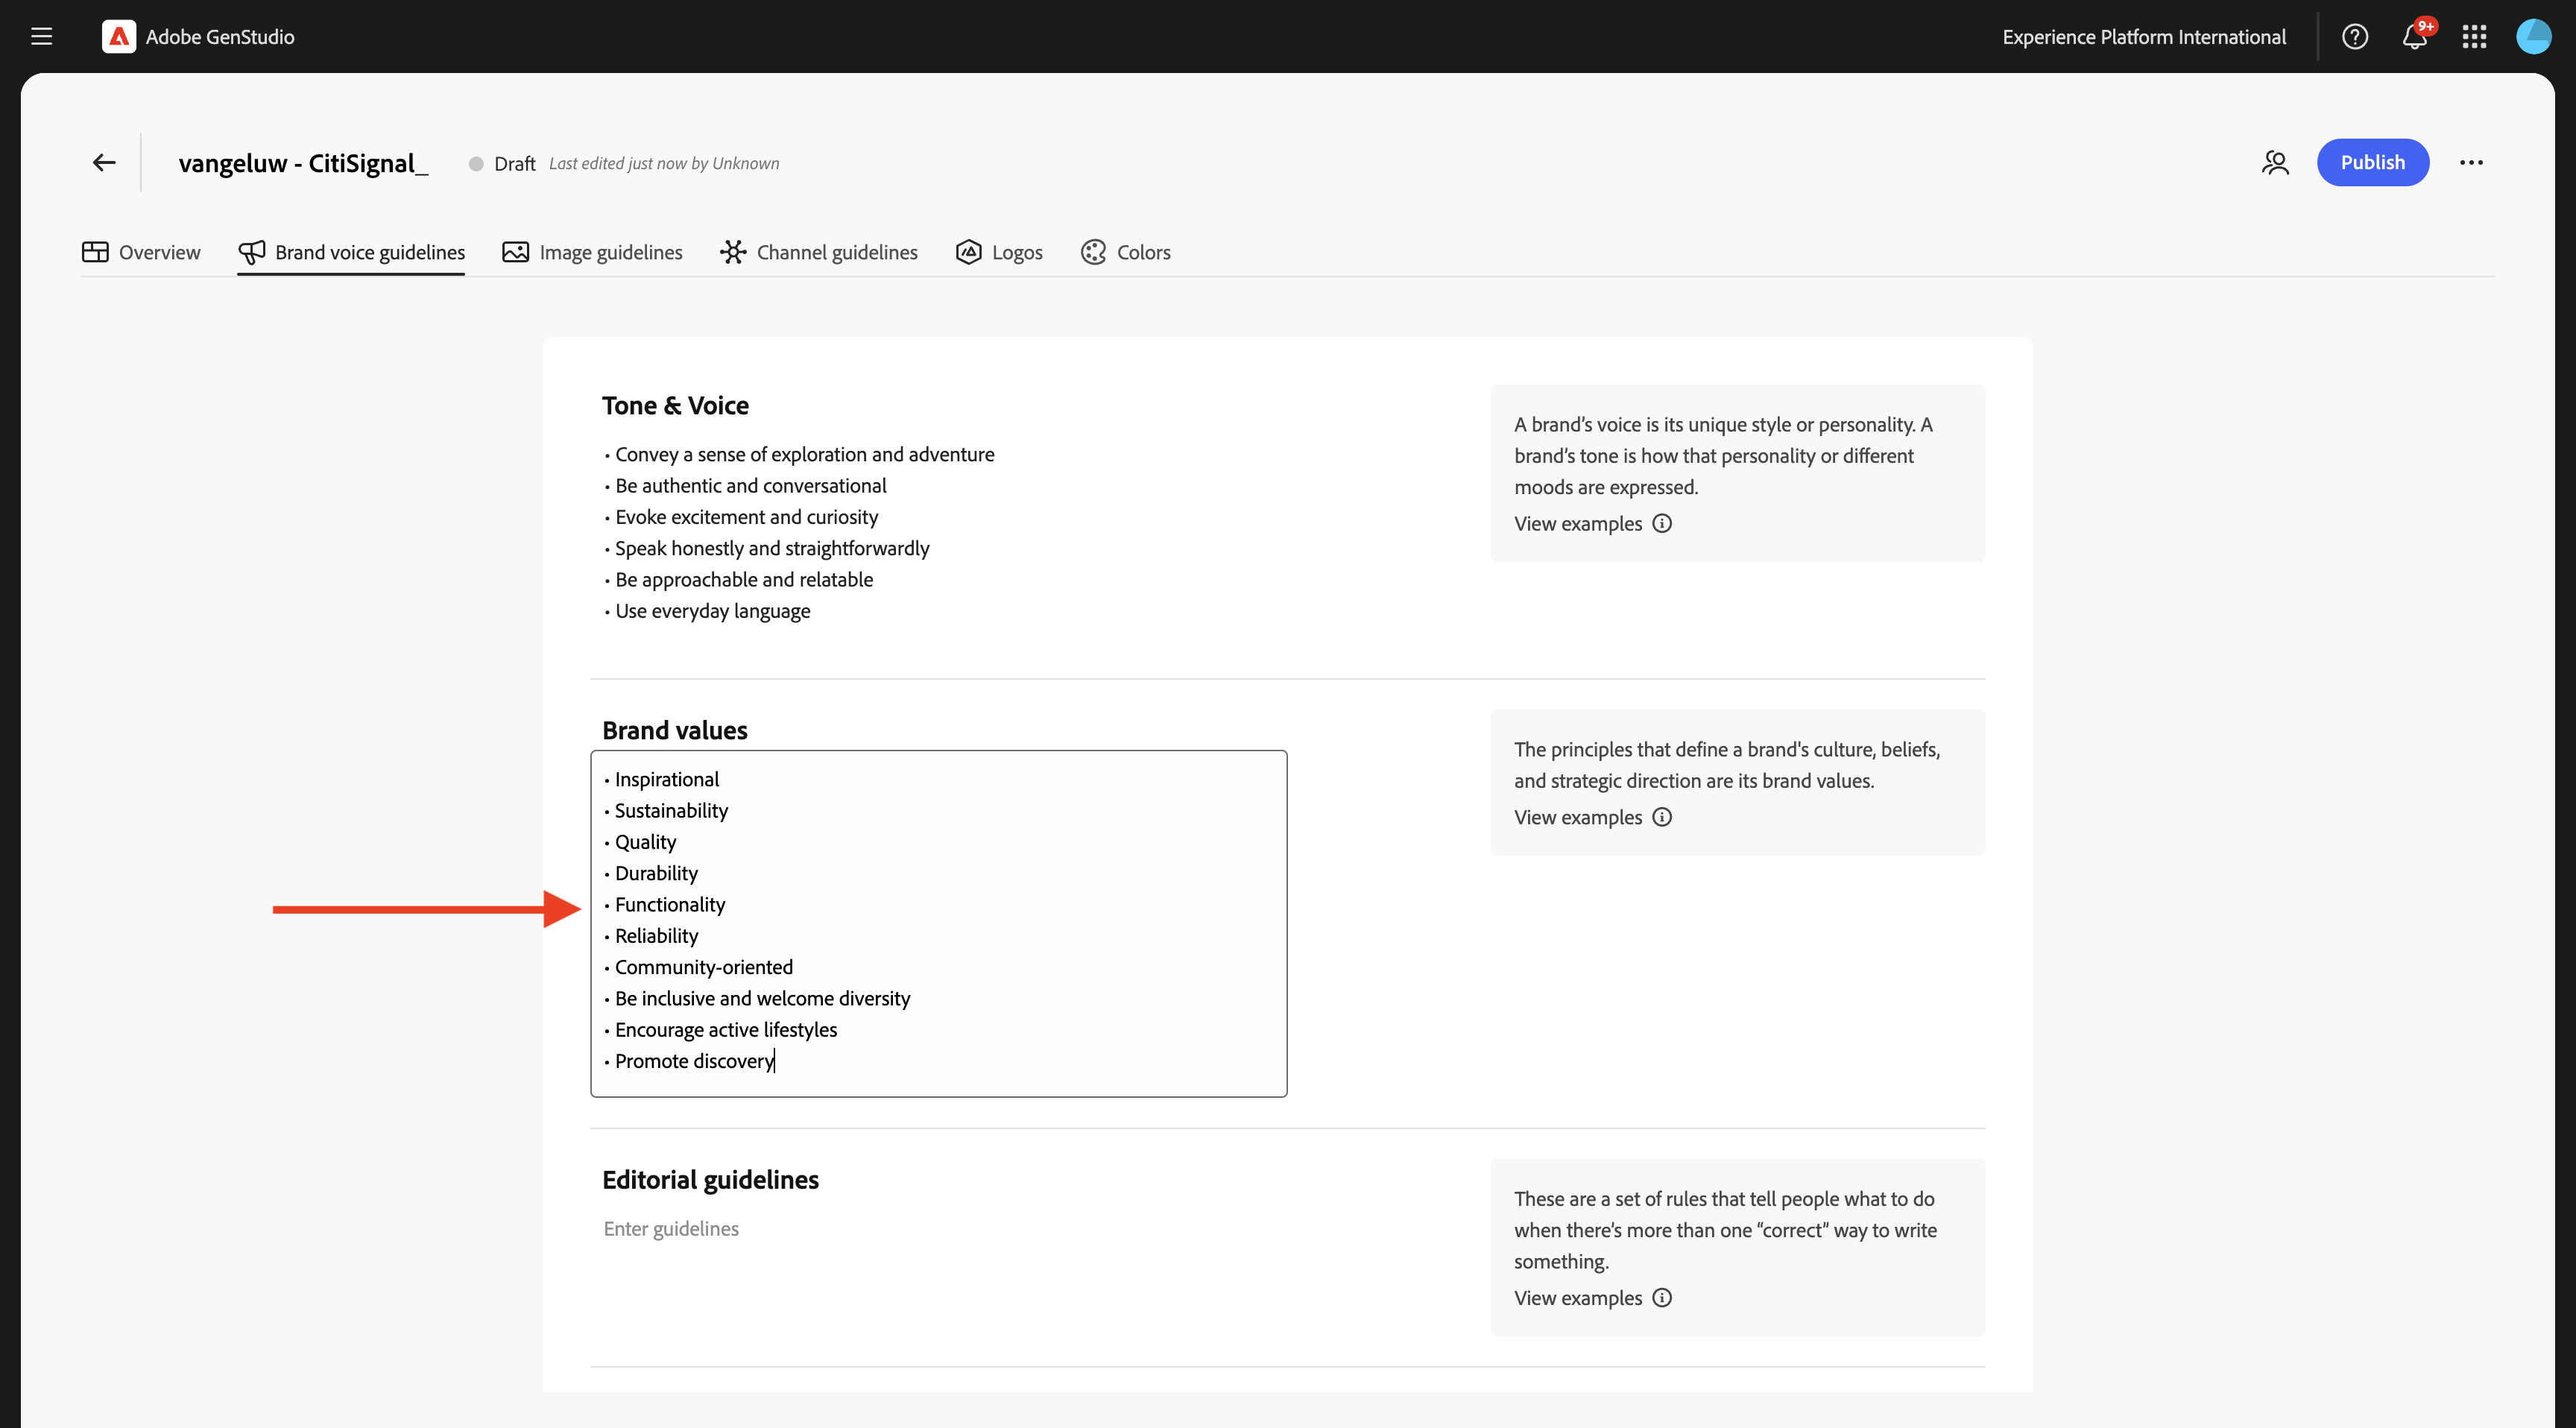 Adobe GenStudio
Experience Platform International
9+
vangeluw - CitiSignal_
Draft
Last edited just now by Unknown
Publish
Overview
Brand voice guidelines
Image guidelines
Channel guidelines
Logos
Colors
Tone & Voice
• Convey a sense of exploration and adventure
• Be authentic and conversational
• Evoke excitement and curiosity
• Speak honestly and straightforwardly
• Be approachable and relatable
• Use everyday language
A brand’s voice is its unique style or personality. A
brand’s tone is how that personality or different
moods are expressed.
View examples
Brand values
• Inspirational
• Sustainability
• Quality
• Durability
• Functionality
• Reliability
• Community-oriented
• Be inclusive and welcome diversity
• Encourage active lifestyles
• Promote discovery
The principles that define a brand's culture, beliefs,
and strategic direction are its brand values.
View examples
Editorial guidelines
Enter guidelines
These are a set of rules that tell people what to do
when there’s more than one “correct” way to write
something.
View examples